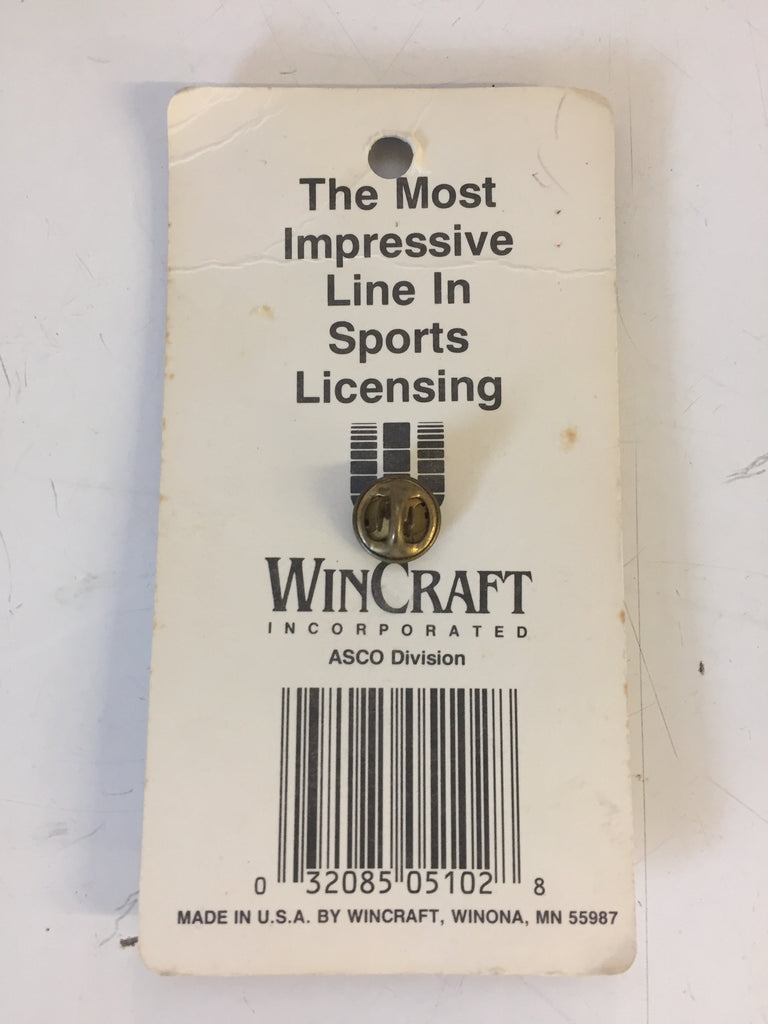 The Most
Impressive
Line In
Sports
Licensing
WINCRAFT
INCORPORATED
ASCO Division
0 32085 05102 8
MADE IN U.S.A. BY WINCRAFT, WINONA, MN 55987